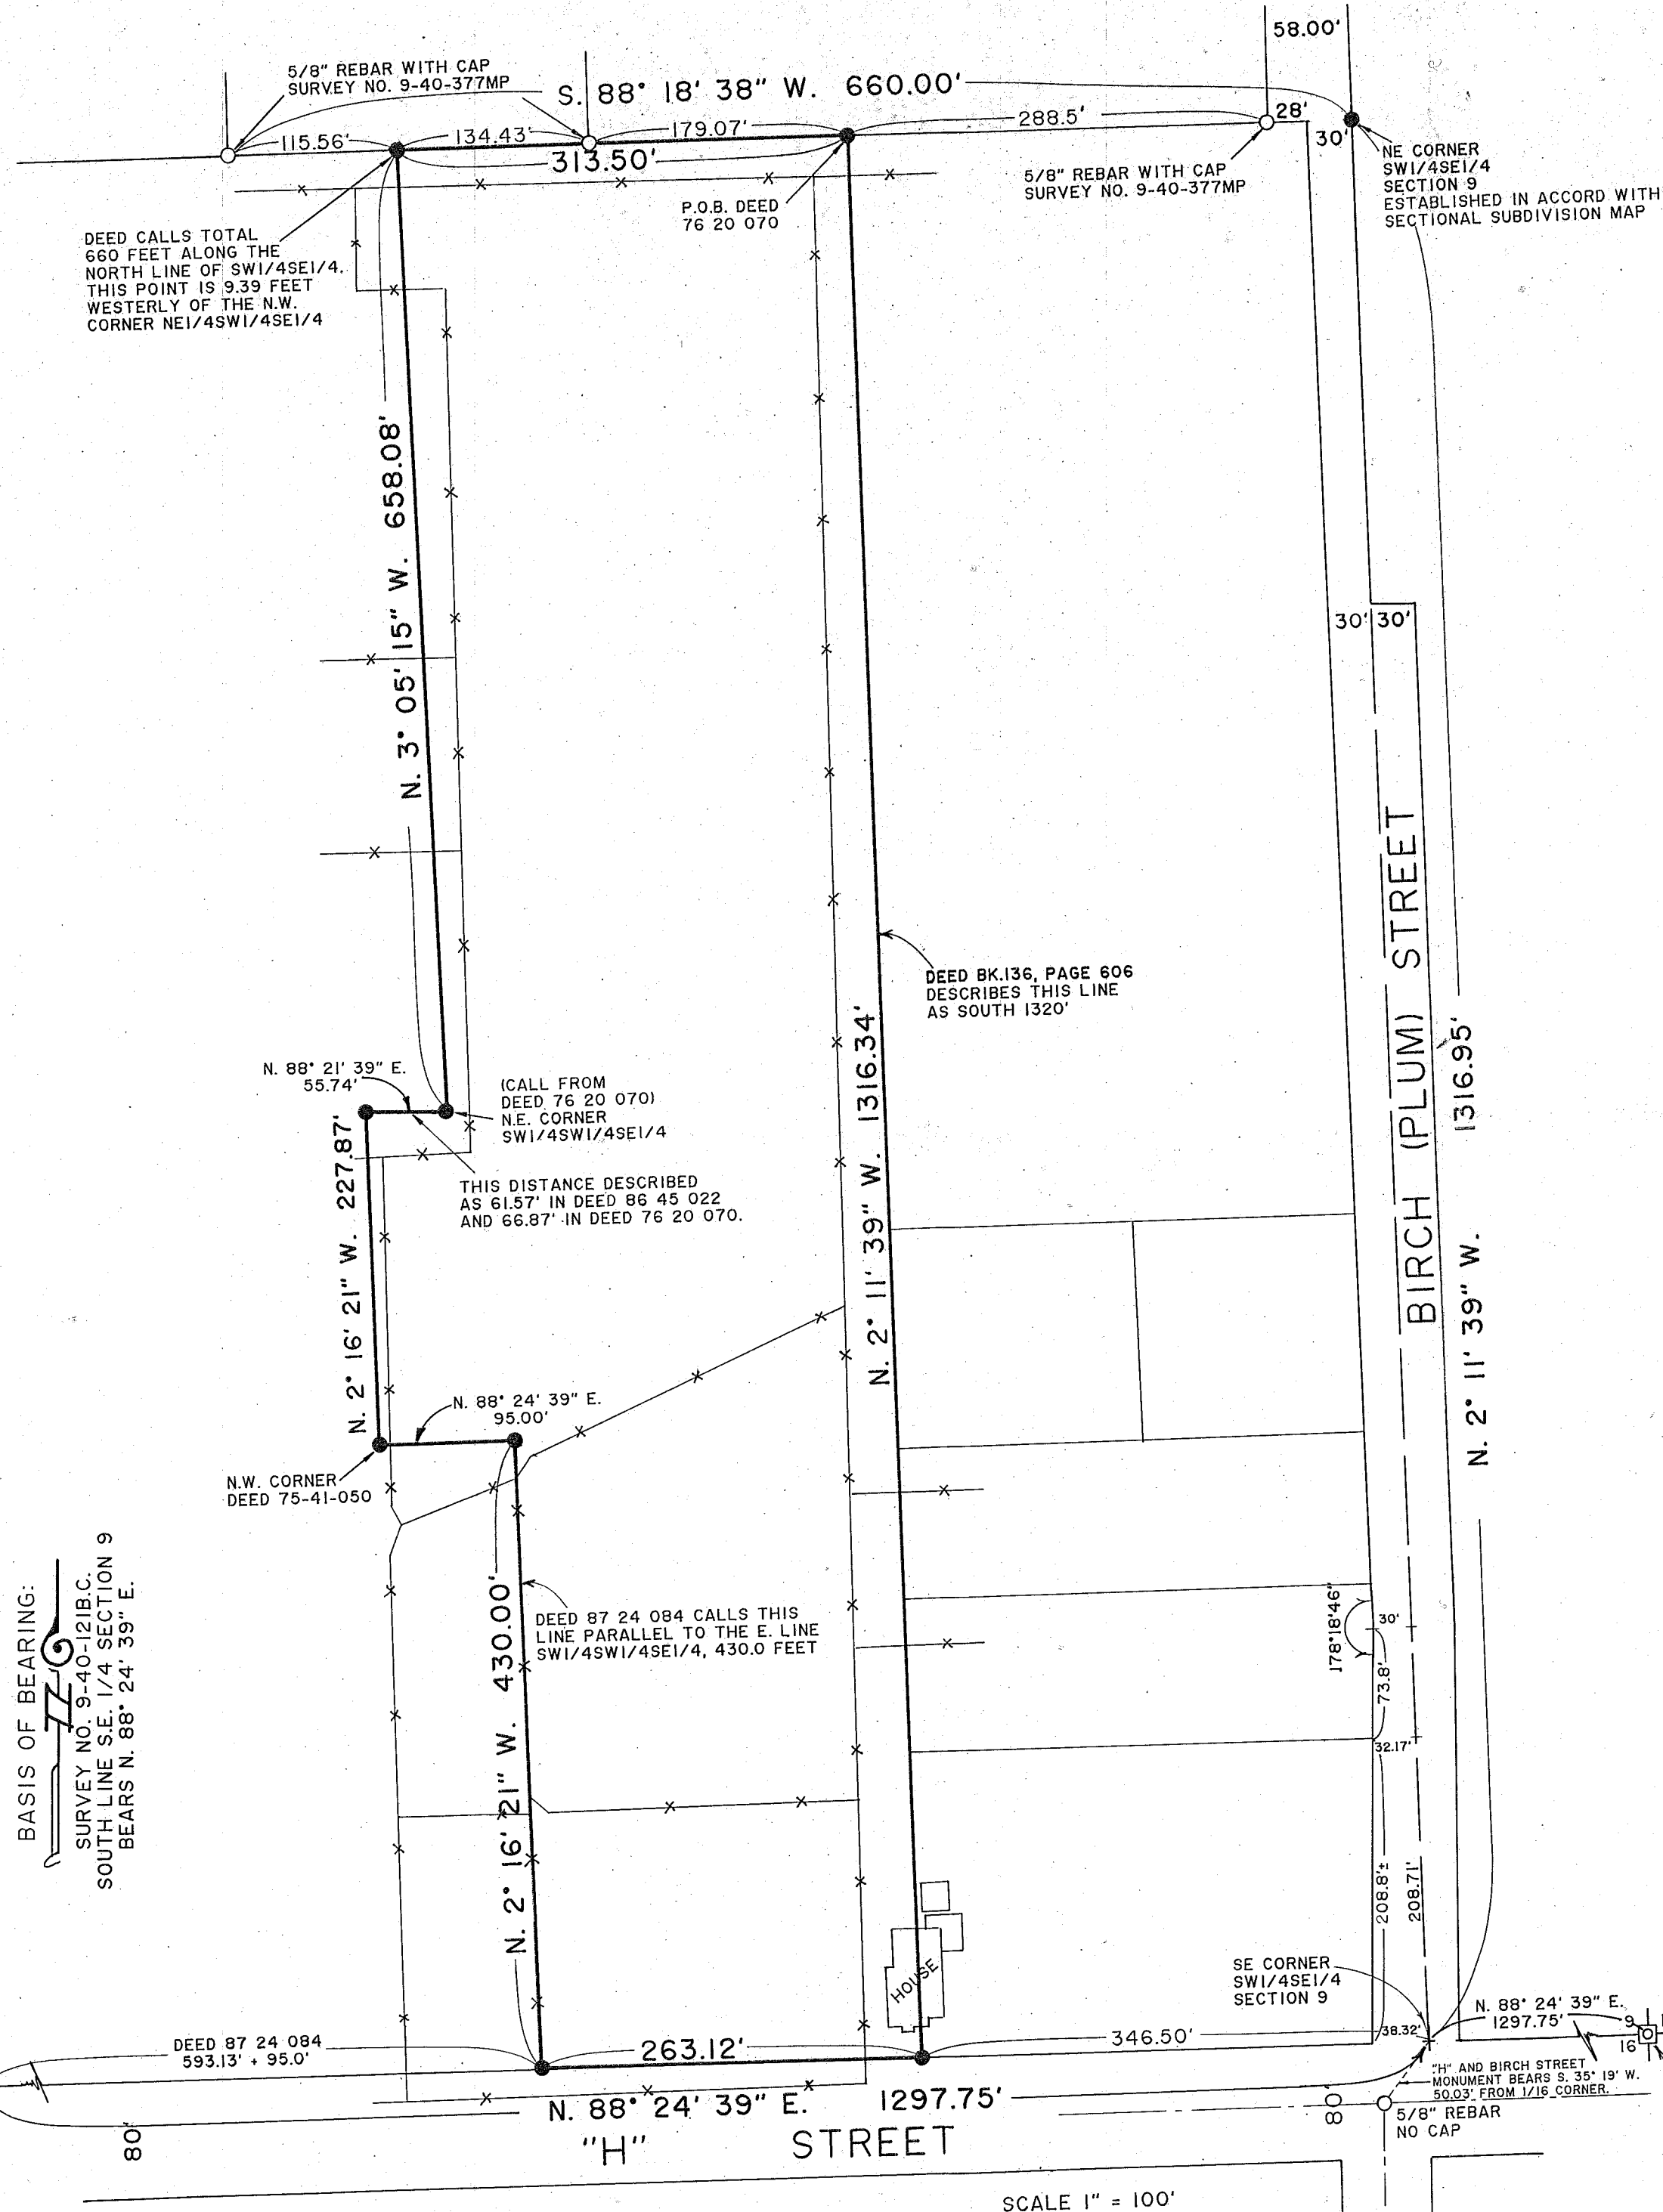 58.00'
5/8" REBAR WITH CAP
SURVEY NO. 9-40-377MP
S. 88° 18' 38" W. 660.00'
115.56'
134.43'
179.07'
288.5'
28'
30'
313.50'
NE CORNER
SW1/4SE1/4
SECTION 9
ESTABLISHED IN ACCORD WITH
SECTIONAL SUBDIVISION MAP
5/8" REBAR WITH CAP
SURVEY NO. 9-40-377MP
P.O.B. DEED
76 20 070
DEED CALLS TOTAL
660 FEET ALONG THE
NORTH LINE OF SW1/4SE1/4.
THIS POINT IS 9.39 FEET
WESTERLY OF THE N.W.
CORNER NE1/4SW1/4SE1/4
N. 3° 05' 15" W. 658.08'
30' 30'
DEED BK.136, PAGE 606
DESCRIBES THIS LINE
AS SOUTH 1320'
N. 2° 11' 39" W. 1316.34'
BIRCH (PLUM) STREET
N. 2° 11' 39" W. 1316.95'
N. 88° 21' 39" E.
55.74'
(CALL FROM
DEED 76 20 070)
N.E. CORNER
SW1/4SW1/4SE1/4
THIS DISTANCE DESCRIBED
AS 61.57' IN DEED 86 45 022
AND 66.87' IN DEED 76 20 070.
N. 2° 16' 21" W. 227.87'
N. 88° 24' 39" E.
95.00'
N.W. CORNER
DEED 75-41-050
BASIS OF BEARING:
SURVEY NO. 9-40-121B.C.
SOUTH LINE S.E. 1/4 SECTION 9
BEARS N. 88° 24' 39" E.
N. 2° 16' 21" W. 430.00'
DEED 87 24 084 CALLS THIS
LINE PARALLEL TO THE E. LINE
SW1/4SW1/4SE1/4, 430.0 FEET
178°18'46"
30'
73.8'
32.17'
208.8'±
208.71'
HOUSE
SE CORNER
SW1/4SE1/4
SECTION 9
38.32'
N. 88° 24' 39" E.
1297.75'
9
16
DEED 87 24 084
593.13' + 95.0'
263.12'
346.50'
"H" AND BIRCH STREET
MONUMENT BEARS S. 35° 19' W.
50.03' FROM 1/16 CORNER.
N. 88° 24' 39" E. 1297.75'
80'
80'
5/8" REBAR
NO CAP
"H" STREET
SCALE 1" = 100'